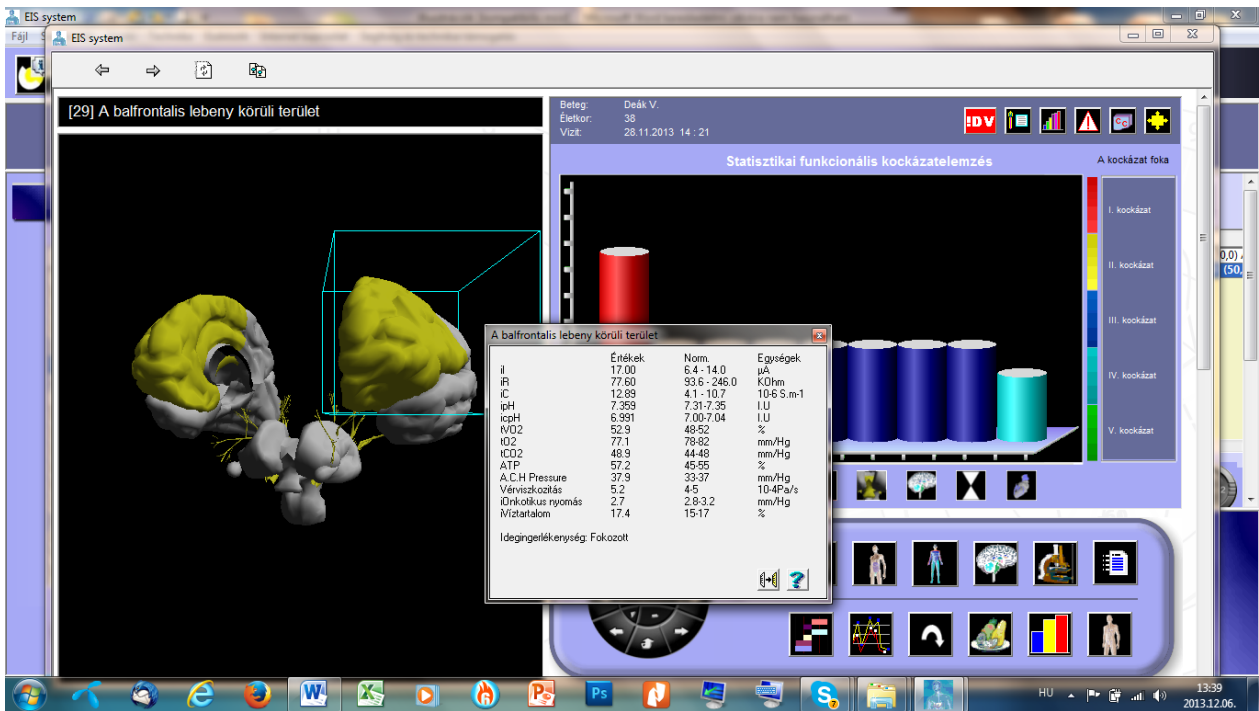 EIS system
Fájl
EIS system
[29] A balfrontalis lebeny körüli terület
Beteg: Deák V.
Életkor: 38
Vizit: 28.11.2013 14 : 21
!DV
Statisztikai funkcionális kockázatelemzés
A kockázat foka
I. kockázat
II. kockázat
III. kockázat
IV. kockázat
V. kockázat
0,0)
(50,
A balfrontalis lebeny körüli terület
Értékek Norm. Egységek
iI 17.00 6.4 - 14.0 µA
iR 77.60 93.6 - 246.0 KOhm
iC 12.89 4.1 - 10.7 10-6 S.m-1
ipH 7.359 7.31-7.35 I.U
icpH 6.991 7.00-7.04 I.U
tVO2 52.9 48-52 %
tO2 77.1 78-82 mm/Hg
tCO2 48.9 44-48 mm/Hg
ATP 57.2 45-55 %
A.C.H Pressure 37.9 33-37 mm/Hg
Vérviszkozitás 5.2 4-5 10-4Pa/s
iOnkotikus nyomás 2.7 2.8-3.2 mm/Hg
iVíztartalom 17.4 15-17 %
Idegingerlékenység: Fokozott
HU
13:39
2013.12.06.